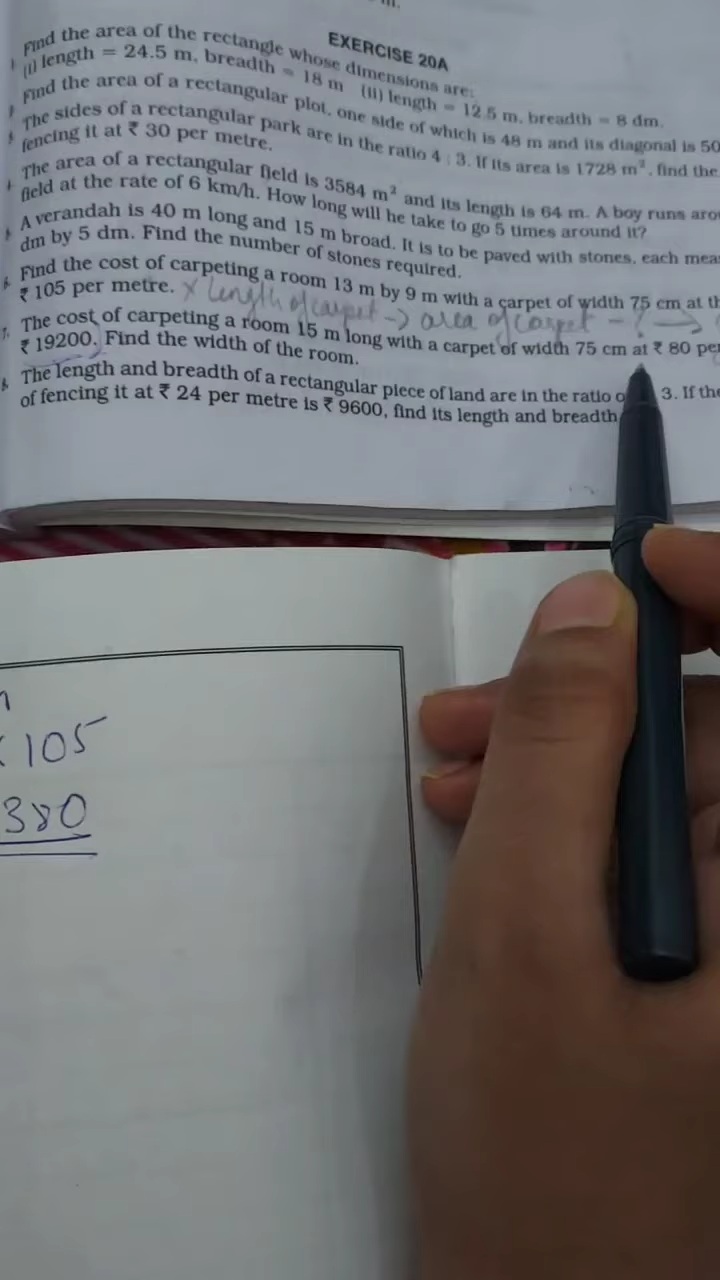 EXERCISE 20A
Find the area of the rectangle whose dimensions are:
(i) length = 24.5 m, breadth = 18 m (ii) length = 12.5 m, breadth = 8 dm.
Find the area of a rectangular plot, one side of which is 48 m and its diagonal is 50
The sides of a rectangular park are in the ratio 4 : 3. If its area is 1728 m², find the
fencing it at ₹ 30 per metre.
The area of a rectangular field is 3584 m² and its length is 64 m. A boy runs aro
field at the rate of 6 km/h. How long will he take to go 5 times around it?
A verandah is 40 m long and 15 m broad. It is to be paved with stones, each mea
dm by 5 dm. Find the number of stones required.
Find the cost of carpeting a room 13 m by 9 m with a carpet of width 75 cm at th
₹ 105 per metre. × length of carpet → area of carpet - ? →
7. The cost of carpeting a room 15 m long with a carpet of width 75 cm at ₹ 80 per
₹ 19200. Find the width of the room.
8. The length and breadth of a rectangular piece of land are in the ratio o 3. If the
of fencing it at ₹ 24 per metre is ₹ 9600, find its length and breadth
105
380